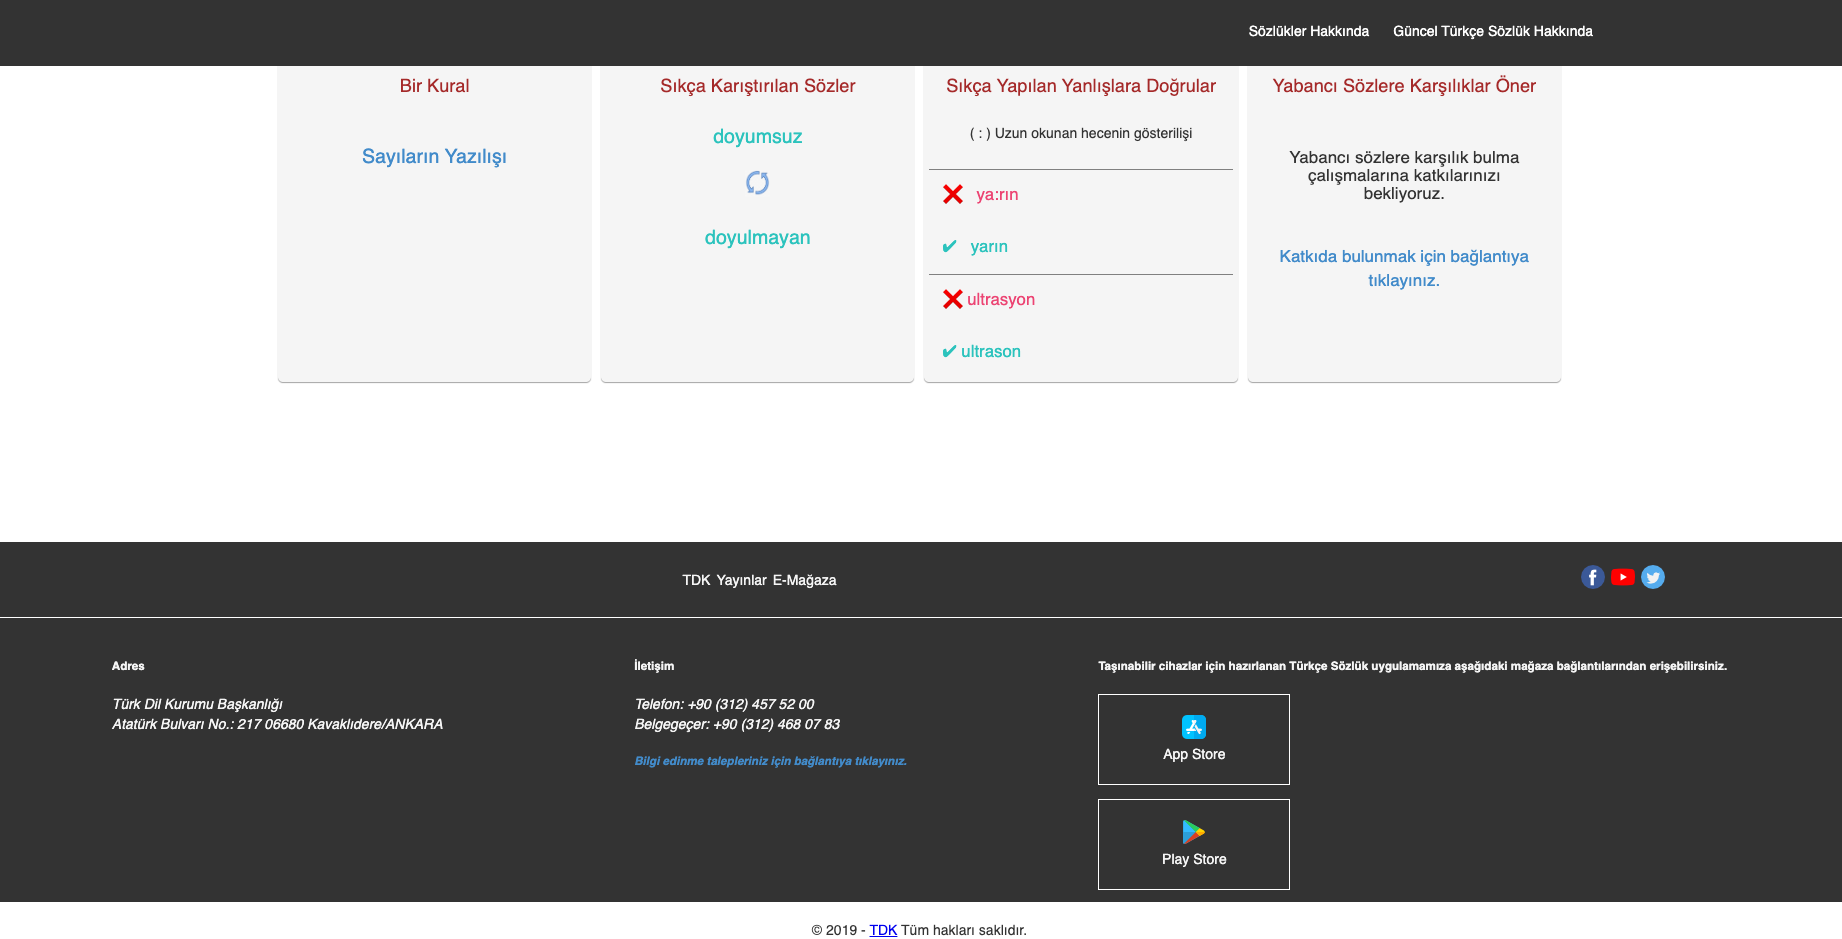 Sözlükler Hakkında Güncel Türkçe Sözlük Hakkında
Bir Kural
Sayıların Yazılışı
Sıkça Karıştırılan Sözler
doyumsuz
doyulmayan
Sıkça Yapılan Yanlışlara Doğrular
( : ) Uzun okunan hecenin gösterilişi
ya:rın
yarın
ultrasyon
ultrason
Yabancı Sözlere Karşılıklar Öner
Yabancı sözlere karşılık bulma
çalışmalarına katkılarınızı
bekliyoruz.
Katkıda bulunmak için bağlantıya
tıklayınız.
TDK Yayınlar E-Mağaza
Adres
Türk Dil Kurumu Başkanlığı
Atatürk Bulvarı No.: 217 06680 Kavaklıdere/ANKARA
İletişim
Telefon: +90 (312) 457 52 00
Belgegeçer: +90 (312) 468 07 83
Bilgi edinme talepleriniz için bağlantıya tıklayınız.
Taşınabilir cihazlar için hazırlanan Türkçe Sözlük uygulamamıza aşağıdaki mağaza bağlantılarından erişebilirsiniz.
App Store
Play Store
© 2019 - TDK Tüm hakları saklıdır.